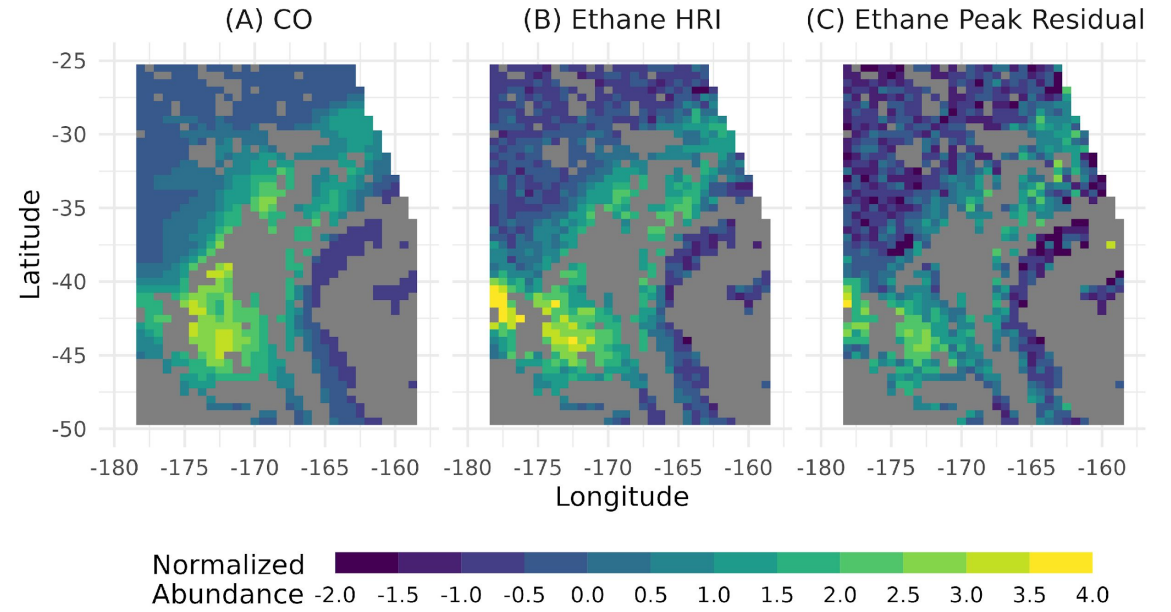 (A) CO (B) Ethane HRI (C) Ethane Peak Residual
-25
-30
-35
-40
-45
-50
Latitude
-180 -175 -170 -165 -160 -180 -175 -170 -165 -160 -180 -175 -170 -165 -160
Longitude
Normalized
Abundance -2.0 -1.5 -1.0 -0.5 0.0 0.5 1.0 1.5 2.0 2.5 3.0 3.5 4.0